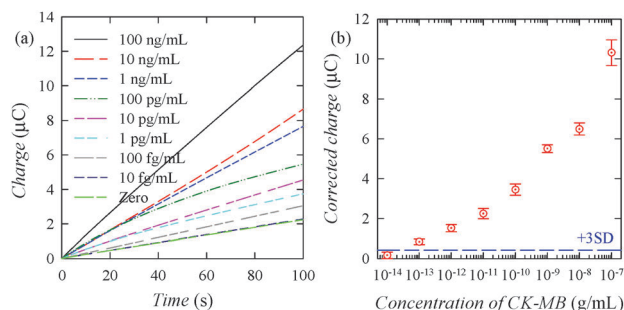 (a)
14
12
10
8
6
4
2
0
Charge (μC)
100 ng/mL
10 ng/mL
1 ng/mL
100 pg/mL
10 pg/mL
1 pg/mL
100 fg/mL
10 fg/mL
Zero
0 20 40 60 80 100
Time (s)
(b)
12
10
8
6
4
2
0
Corrected charge (μC)
+3SD
10-14 10-13 10-12 10-11 10-10 10-9 10-8 10-7
Concentration of CK-MB (g/mL)